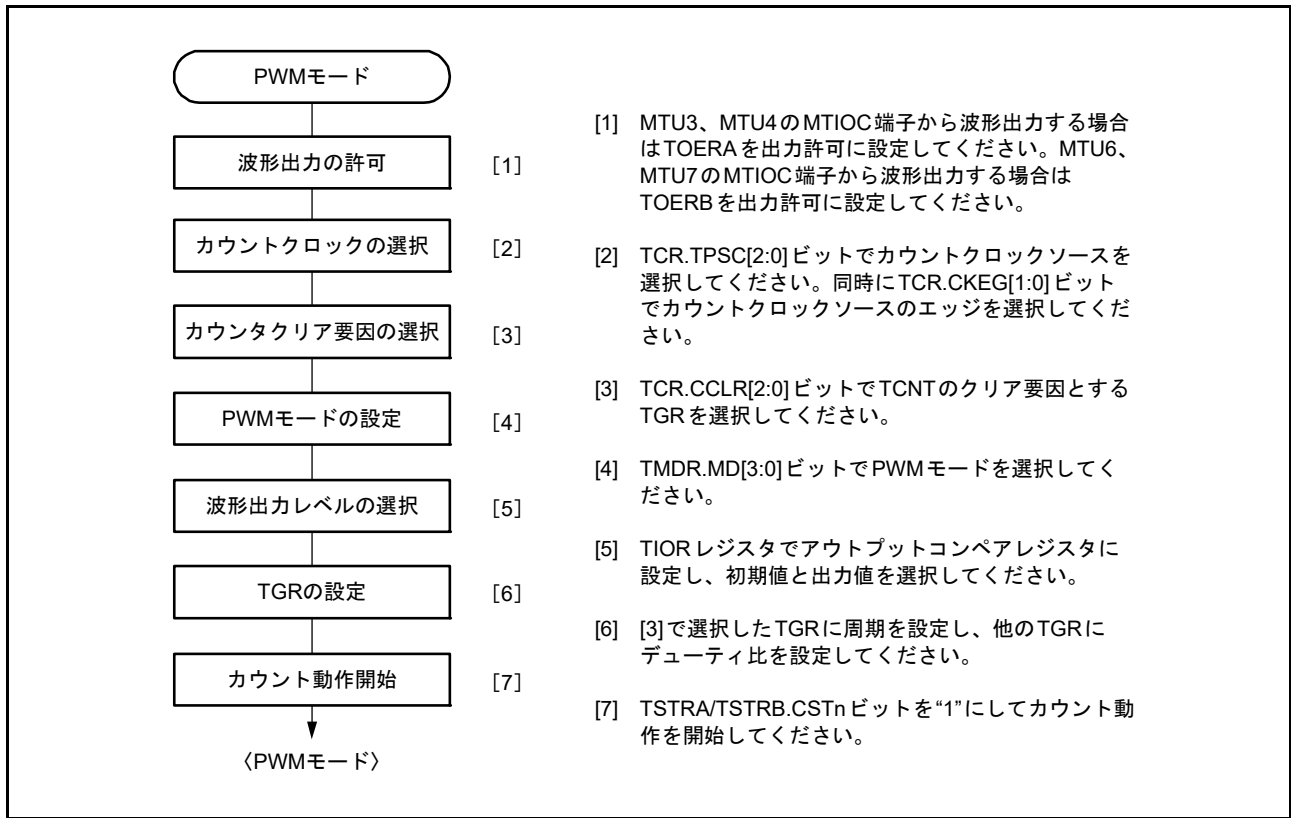 PWMモード
波形出力の許可 [1]
カウントクロックの選択 [2]
カウンタクリア要因の選択 [3]
PWMモードの設定 [4]
波形出力レベルの選択 [5]
TGRの設定 [6]
カウント動作開始 [7]
〈PWMモード〉
[1] MTU3、MTU4のMTIOC端子から波形出力する場合
はTOERAを出力許可に設定してください。MTU6、
MTU7のMTIOC端子から波形出力する場合は
TOERBを出力許可に設定してください。
[2] TCR.TPSC[2:0]ビットでカウントクロックソースを
選択してください。同時にTCR.CKEG[1:0]ビット
でカウントクロックソースのエッジを選択してくだ
さい。
[3] TCR.CCLR[2:0]ビットでTCNTのクリア要因とする
TGRを選択してください。
[4] TMDR.MD[3:0]ビットでPWMモードを選択してく
ださい。
[5] TIORレジスタでアウトプットコンペアレジスタに
設定し、初期値と出力値を選択してください。
[6] [3]で選択したTGRに周期を設定し、他のTGRに
デューティ比を設定してください。
[7] TSTRA/TSTRB.CSTnビットを“1”にしてカウント動
作を開始してください。